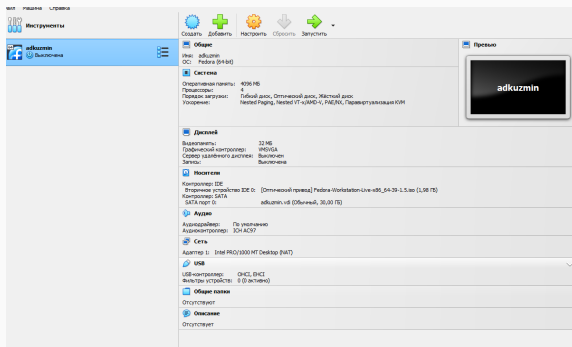 Машина Справка
Инструменты
Создать Добавить Настроить Сбросить Запустить
adkuzmin
Выключена
Общие
Имя: adkuzmin
ОС: Fedora (64-bit)
Превью
adkuzmin
Система
Оперативная память: 4096 МБ
Процессоры: 4
Порядок загрузки: Гибкий диск, Оптический диск, Жёсткий диск
Ускорение: Nested Paging, Nested VT-x/AMD-V, PAE/NX, Паравиртуализация KVM
Дисплей
Видеопамять: 32 МБ
Графический контроллер: VMSVGA
Сервер удалённого дисплея: Выключен
Запись: Выключена
Носители
Контроллер: IDE
Вторичное устройство IDE 0: [Оптический привод] Fedora-Workstation-Live-x86_64-39-1.5.iso (1,98 ГБ)
Контроллер: SATA
SATA порт 0: adkuzmin.vdi (Обычный, 30,00 ГБ)
Аудио
Аудиодрайвер: По умолчанию
Аудиоконтроллер: ICH AC97
Сеть
Адаптер 1: Intel PRO/1000 MT Desktop (NAT)
USB
USB-контроллер: OHCI, EHCI
Фильтры устройств: 0 (0 активно)
Общие папки
Отсутствуют
Описание
Отсутствует